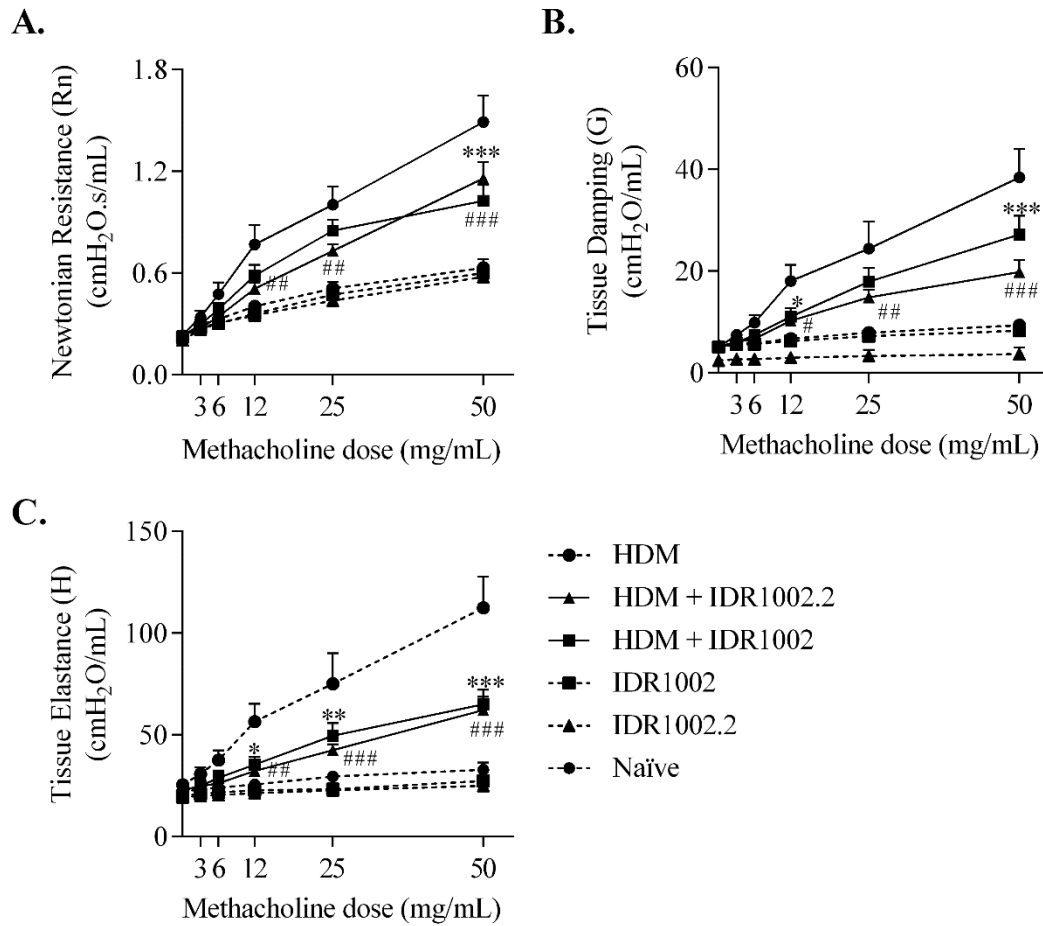 A.
Newtonian Resistance (Rn)
(cmH₂O.s/mL)
1.8
1.2
0.6
0.0
***
###
##
##
3 6 12 25 50
Methacholine dose (mg/mL)
B.
Tissue Damping (G)
(cmH₂O/mL)
60
40
20
0
***
###
*
#
##
3 6 12 25 50
Methacholine dose (mg/mL)
C.
Tissue Elastance (H)
(cmH₂O/mL)
150
100
50
0
***
###
**
###
*
##
3 6 12 25 50
Methacholine dose (mg/mL)
HDM
HDM + IDR1002.2
HDM + IDR1002
IDR1002
IDR1002.2
Naïve